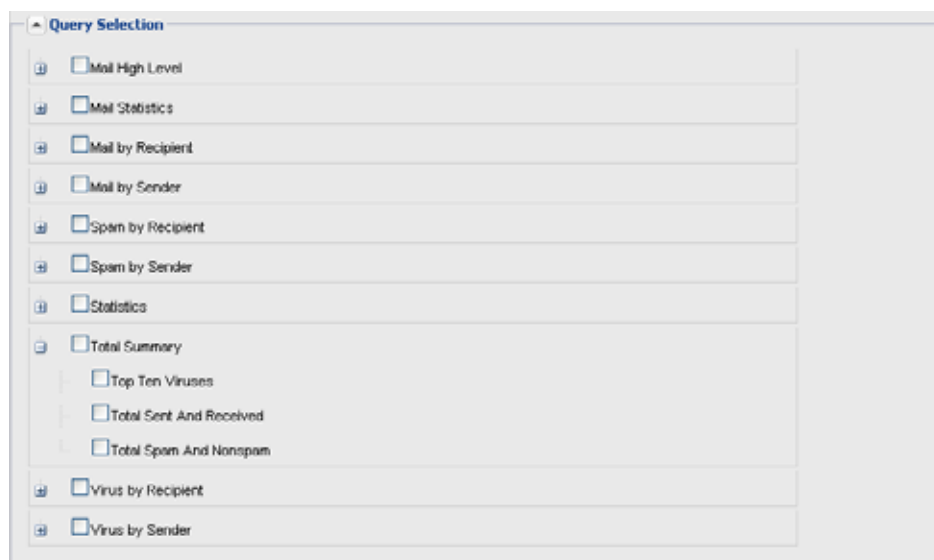 Query Selection
Mail High Level
Mail Statistics
Mail by Recipient
Mail by Sender
Spam by Recipient
Spam by Sender
Statistics
Total Summary
Top Ten Viruses
Total Sent And Received
Total Spam And Nonspam
Virus by Recipient
Virus by Sender